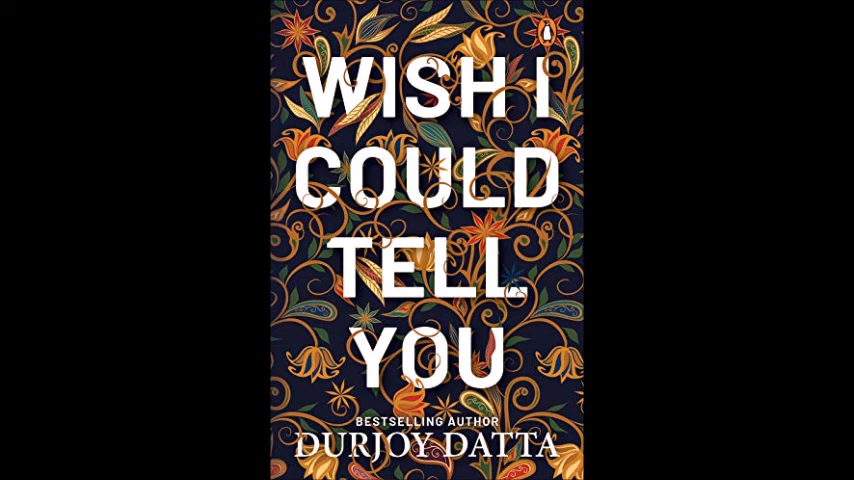 WISH I
COULD
TELL
YOU
BESTSELLING AUTHOR
DURJOY DATTA